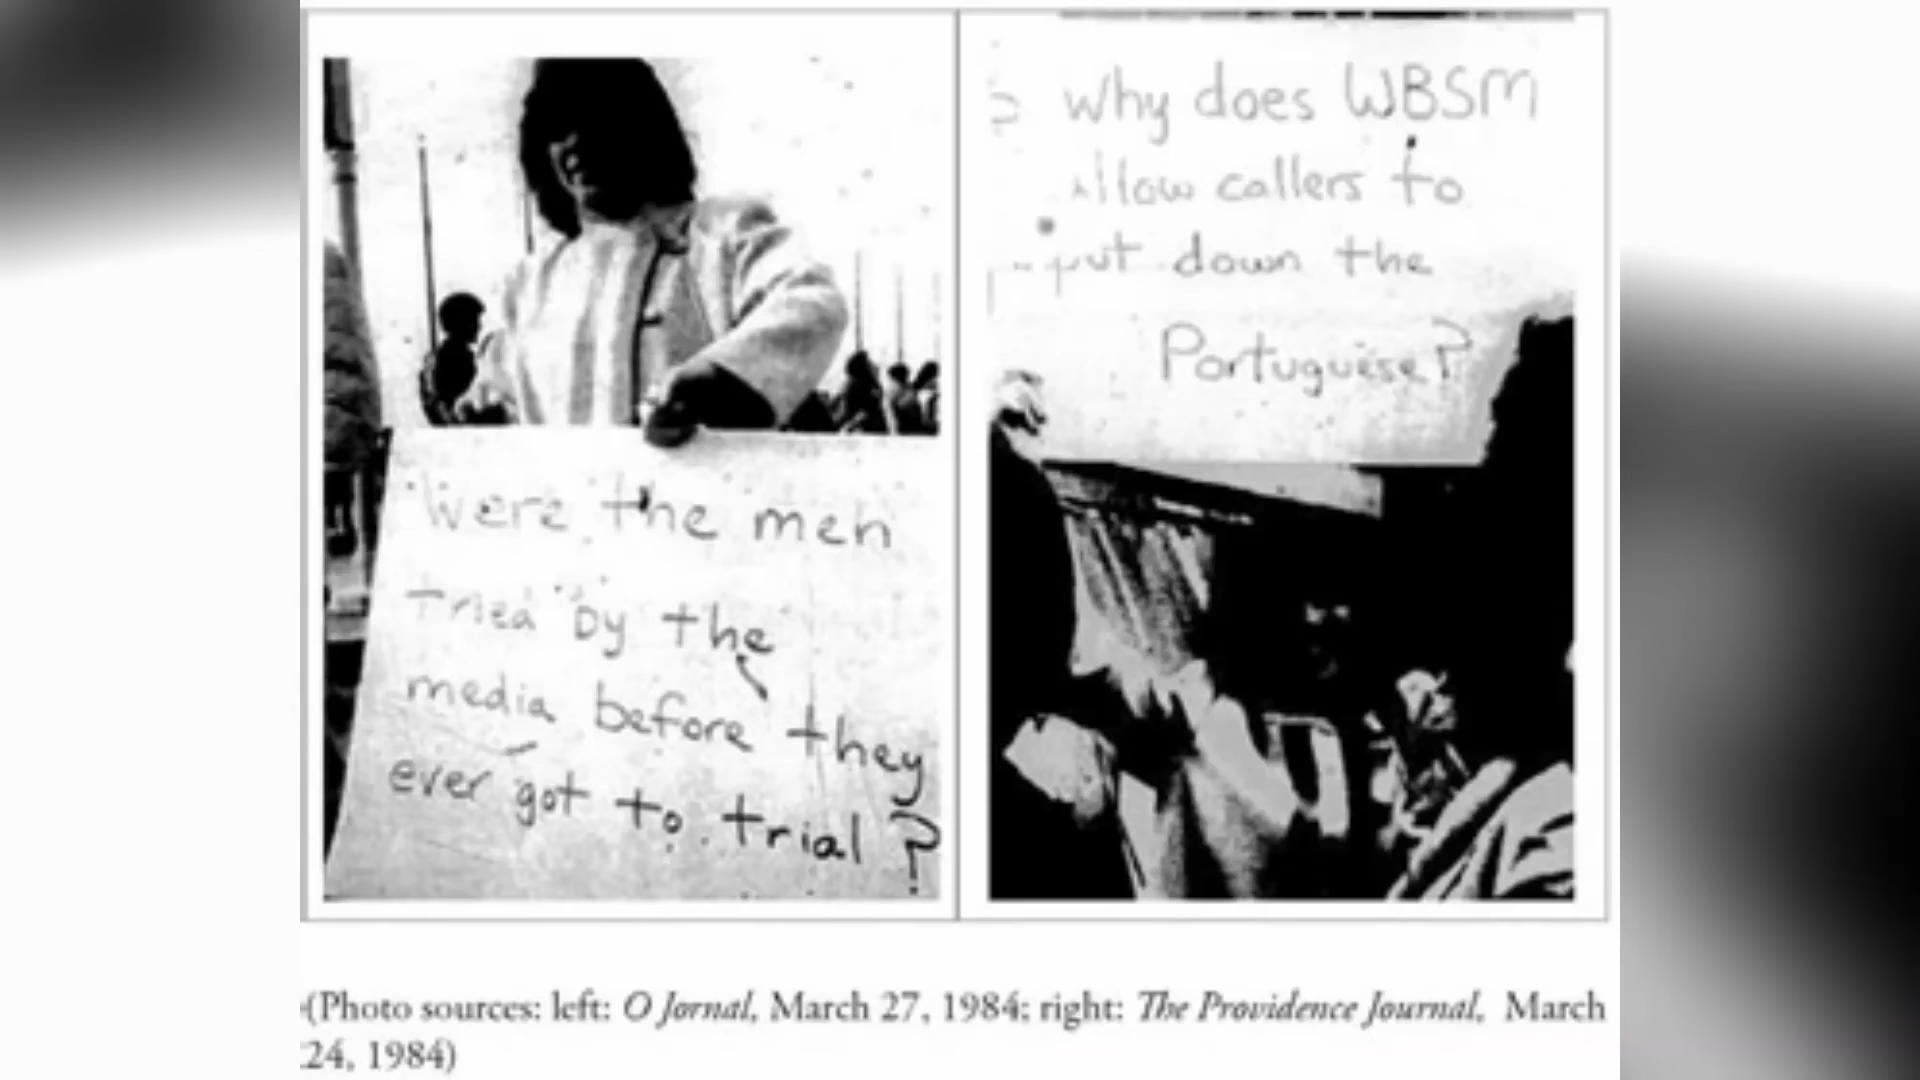 Were the men
tried by the
media before they
ever got to trial?
Why does WBSM
allow callers to
put down the
Portuguese?
(Photo sources: left: O Jornal, March 27, 1984; right: The Providence Journal, March
24, 1984)